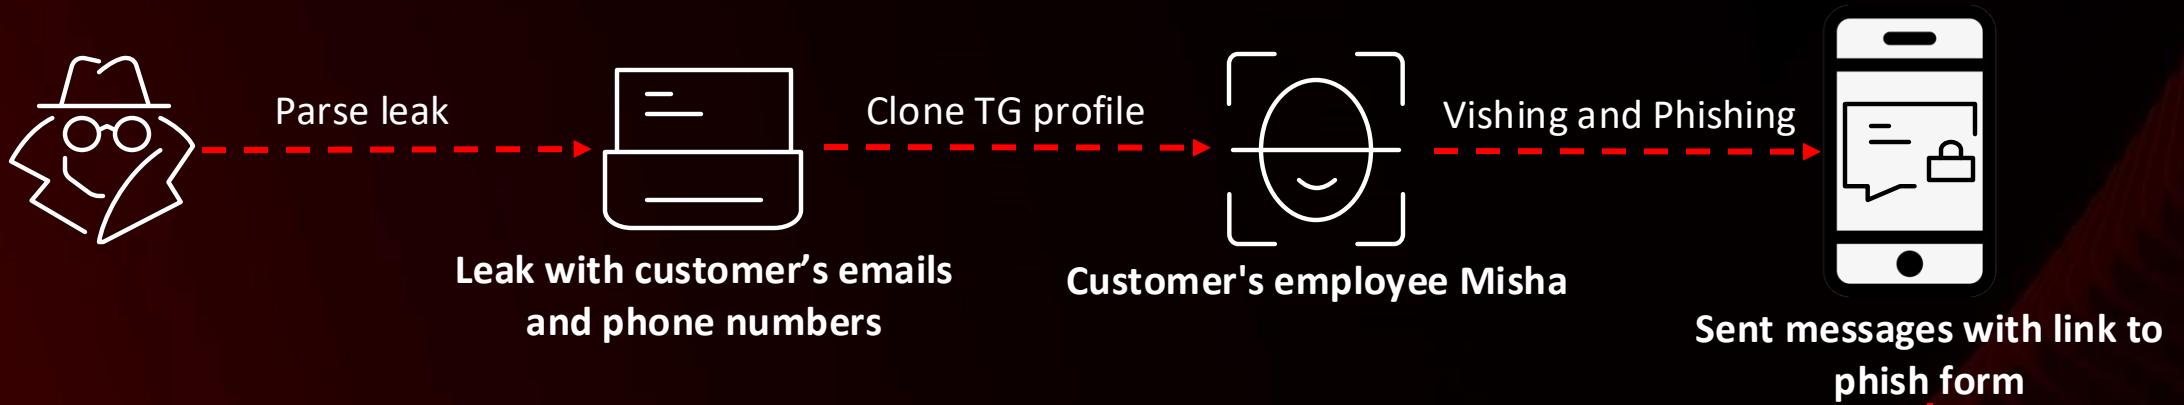 Parse leak
Clone TG profile
Vishing and Phishing
Leak with customer’s emails
and phone numbers
Customer's employee Misha
Sent messages with link to
phish form